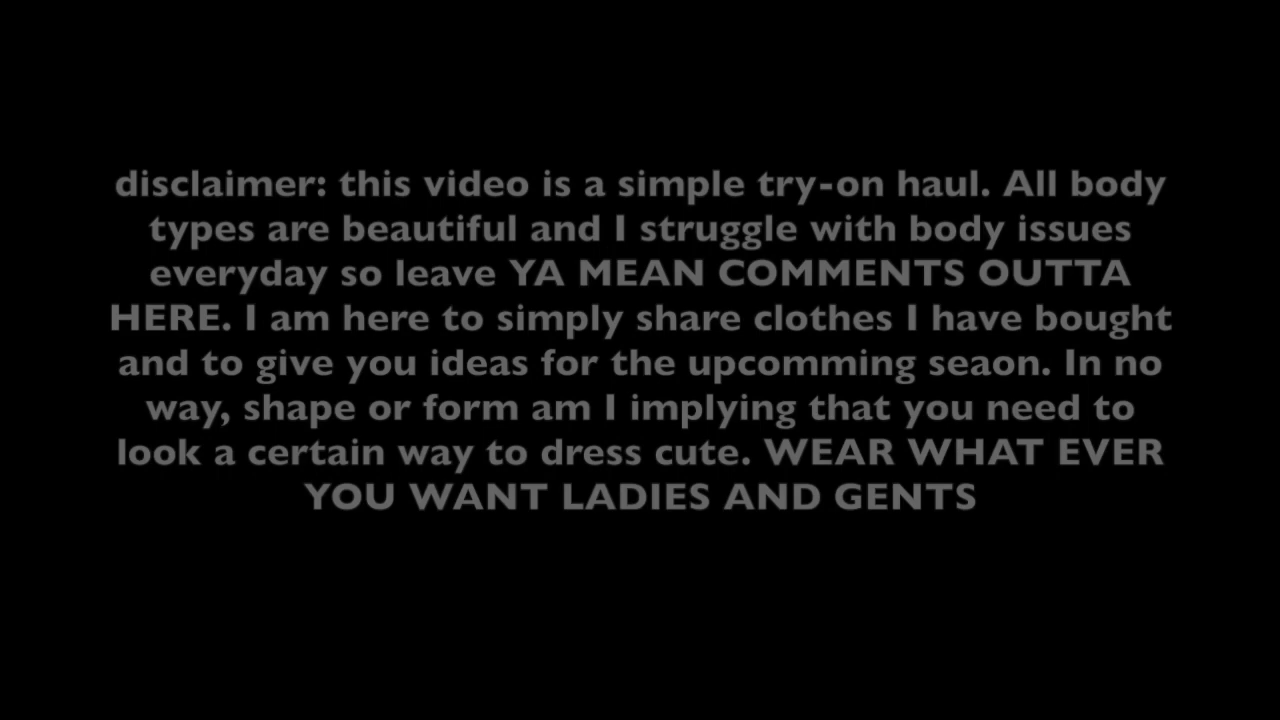 disclaimer: this video is a simple try-on haul. All body
types are beautiful and I struggle with body issues
everyday so leave YA MEAN COMMENTS OUTTA
HERE. I am here to simply share clothes I have bought
and to give you ideas for the upcomming seaon. In no
way, shape or form am I implying that you need to
look a certain way to dress cute. WEAR WHAT EVER
YOU WANT LADIES AND GENTS